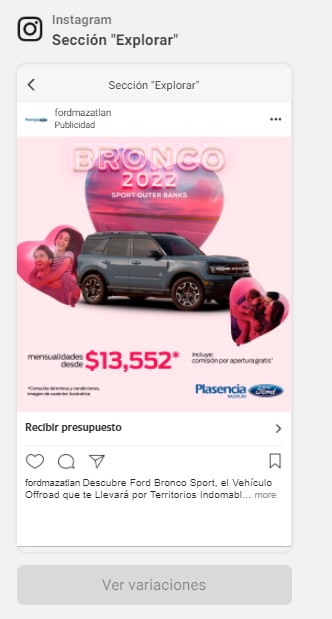 Instagram
Sección "Explorar"
Sección "Explorar"
fordmazatlan
Publicidad
BRONCO
2022
SPORT OUTER BANKS
mensualidades
desde $13,552*
Incluye:
comisión por apertura gratis*
*Consulta términos y condiciones.
Imagen de carácter ilustrativo
Plasencia Ford
MAZATLÁN
Recibir presupuesto
fordmazatlan Descubre Ford Bronco Sport, el Vehículo
Offroad que te Llevará por Territorios Indomabl... more
Ver variaciones